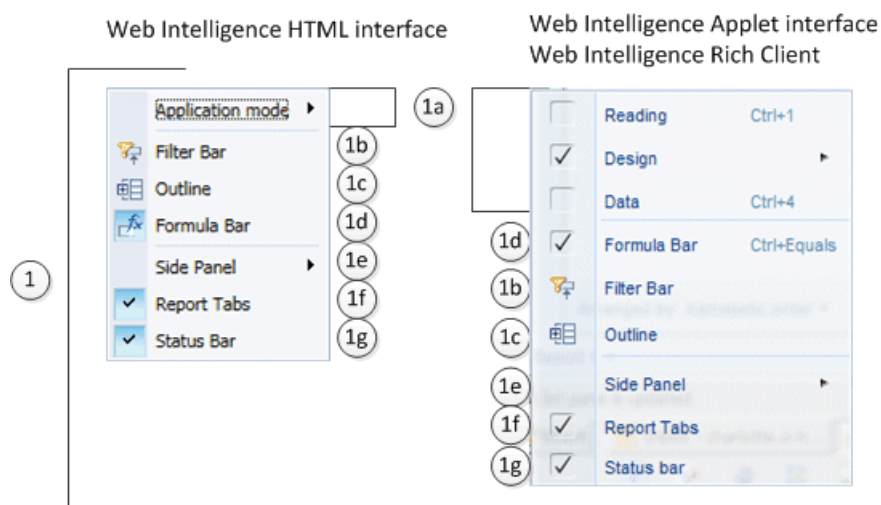 Web Intelligence HTML interface
Web Intelligence Applet interface
Web Intelligence Rich Client
1
Application mode
1a
Filter Bar
1b
Outline
1c
Formula Bar
1d
Side Panel
1e
Report Tabs
1f
Status Bar
1g
Reading Ctrl+1
Design
Data Ctrl+4
1d Formula Bar Ctrl+Equals
1b Filter Bar
1c Outline
1e Side Panel
1f Report Tabs
1g Status bar